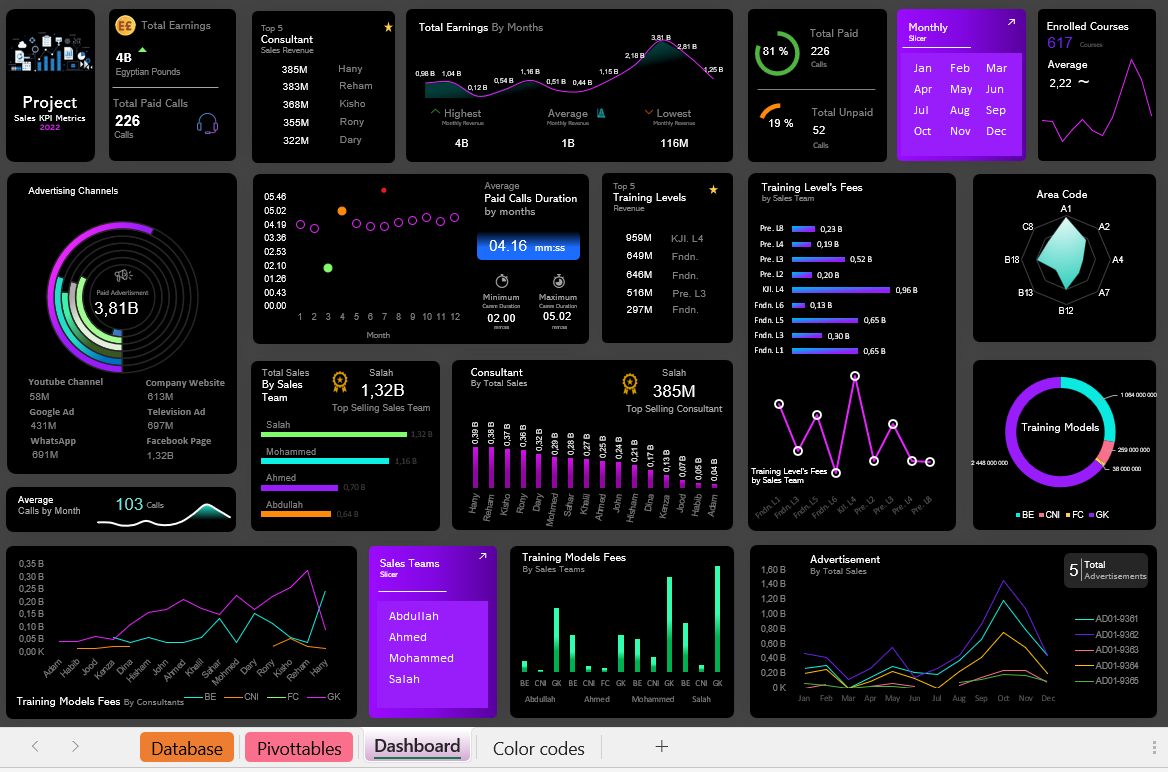 Project
Sales KPI Metrics
2022
££
Total Earnings
4B
Egyptian Pounds
Total Paid Calls
226
Calls
Top 5
Consultant
Sales Revenue
385M Hany
383M Reham
368M Kisho
355M Rony
322M Dary
Total Earnings By Months
0,98 B 1,04 B 0,12 B 0,54 B 1,16 B 0,51 B 0,44 B 1,15 B 2,18 B 3,81 B 2,81 B 1,25 B
Highest Average Lowest
Monthly Revenue Monthly Revenue Monthly Revenue
4B 1B 116M
81 %
Total Paid
226
Calls
19 %
Total Unpaid
52
Calls
Monthly
Slicer
Jan Feb Mar
Apr May Jun
Jul Aug Sep
Oct Nov Dec
Enrolled Courses
617 Courses
Average
2,22 ~
Advertising Channels
Paid Advertisment
3,81B
Youtube Channel Company Website
58M 613M
Google Ad Television Ad
431M 697M
WhatsApp Facebook Page
691M 1,32B
05.46
05.02
04.19
03.36
02.53
02.10
01.26
00.43
00.00
1 2 3 4 5 6 7 8 9 10 11 12
Month
Average
Paid Calls Duration
by months
04.16 mm:ss
Minimum Maximum
02.00 05.02
mm:ss mm:ss
Top 5
Training Levels
Revenue
959M KJI. L4
649M Fndn.
646M Fndn.
516M Pre. L3
297M Fndn.
Training Level's Fees
by Sales Team
Pre. L8 0,23 B
Pre. L4 0,19 B
Pre. L3 0,52 B
Pre. L2 0,20 B
KJI. L4 0,96 B
Fndn. L6 0,13 B
Fndn. L5 0,65 B
Fndn. L3 0,30 B
Fndn. L1 0,65 B
Training Level's Fees
by Sales Team
Fndn. L1 Fndn. L3 Fndn. L5 Fndn. L6 KJI. L4 Pre. L2 Pre. L3 Pre. L4 Pre. L8
Area Code
A1
C8 A2
B18 A4
B13 A7
B12
Average
Calls by Month
103 Calls
Total Sales
By Sales
Team
Salah
1,32B
Top Selling Sales Team
Salah
1,32 B
Mohammed
1,16 B
Ahmed
0,70 B
Abdullah
0,64 B
Consultant
By Total Sales
Salah
385M
Top Selling Consultant
0,39 B 0,38 B 0,37 B 0,36 B 0,32 B 0,29 B 0,28 B 0,27 B 0,25 B 0,24 B 0,21 B 0,17 B 0,13 B 0,07 B 0,05 B 0,04 B
Hany Reham Kisho Rony Dary Mohmed Sahar Khalil Ahmed John Hisham Dina Kenza Jood Habib Adam
Training Models
1 064 000 000
259 000 000
38 000 000
2 448 000 000
BE CNI FC GK
0,35 B
0,30 B
0,25 B
0,20 B
0,15 B
0,10 B
0,05 B
0,00 K
Adam Habib Jood Kenza Dina Hisham John Ahmed Khalil Sahar Mohmed Dary Rony Kisho Reham Hany
Training Models Fees By Consultants
BE CNI FC GK
Sales Teams
Slicer
Abdullah
Ahmed
Mohammed
Salah
Training Models Fees
By Sales Teams
BE CNI GK BE CNI FC GK BE CNI GK BE CNI GK
Abdullah Ahmed Mohammed Salah
Advertisement
By Total Sales
5 Total
Advertisements
1,60 B
1,40 B
1,20 B
1,00 B
0,80 B
0,60 B
0,40 B
0,20 B
0 K
Jan Feb Mar Apr May Jun Jul Aug Sep Oct Nov Dec
AD01-9361
AD01-9362
AD01-9363
AD01-9364
AD01-9365
Database Pivottables Dashboard Color codes +